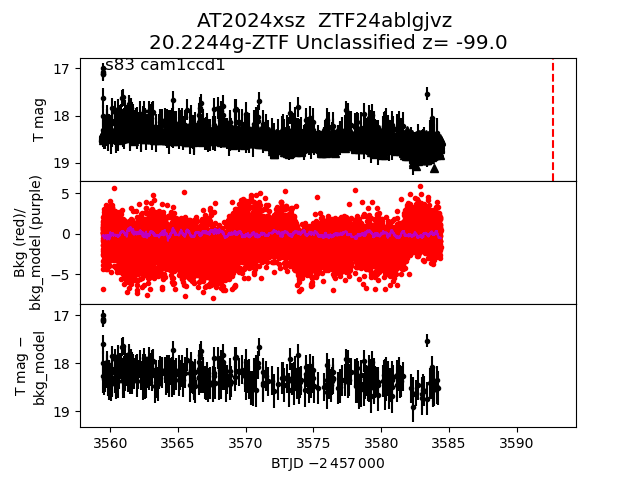 AT2024xsz  ZTF24ablgjvz
20.2244g-ZTF Unclassified z= -99.0
s83 cam1ccd1
17
18
19
T mag
5
0
−5
Bkg (red)/
bkg_model (purple)
17
18
19
T mag −
bkg_model
3560 3565 3570 3575 3580 3585 3590
BTJD −2 457 000